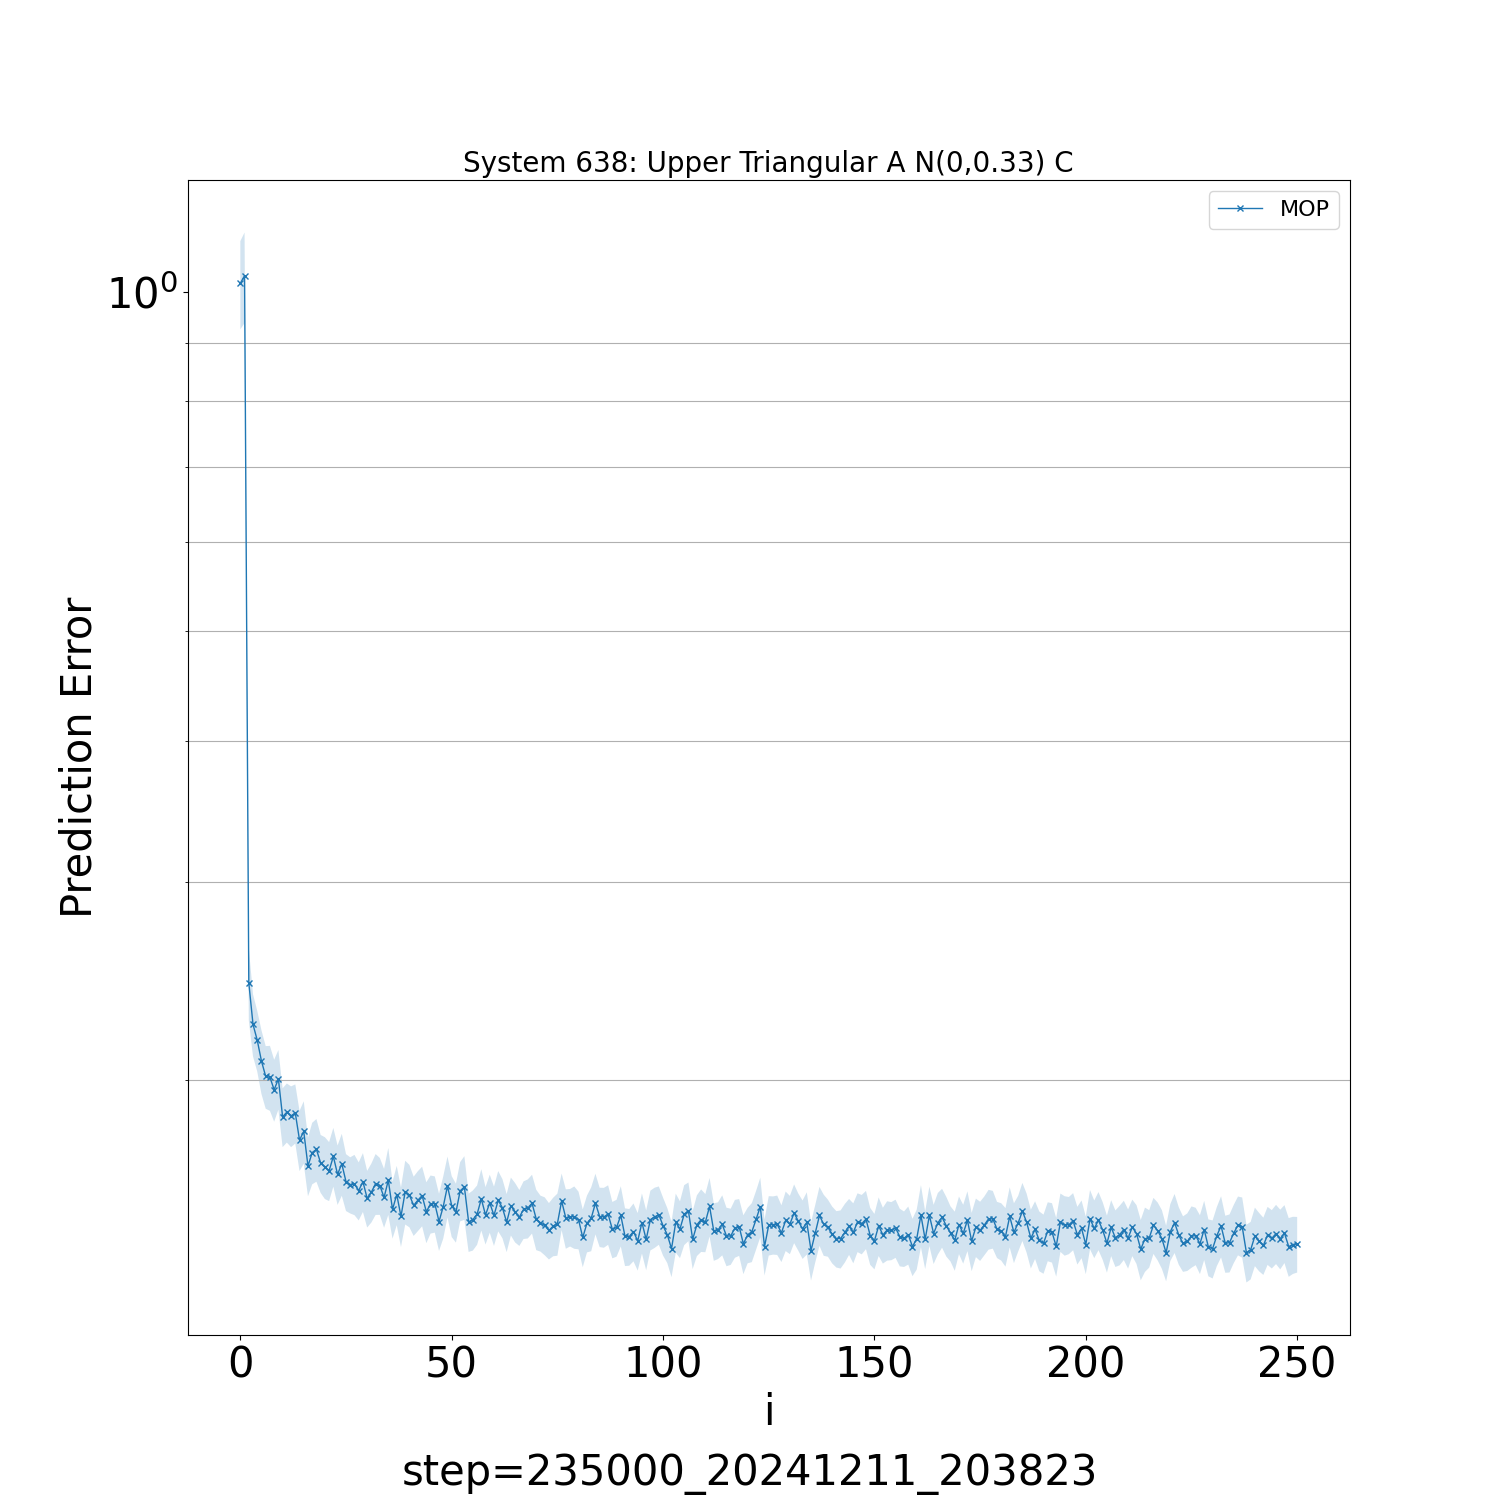 System 638: Upper Triangular A N(0,0.33) C
MOP
10⁰
Prediction Error
0 50 100 150 200 250
i
step=235000_20241211_203823